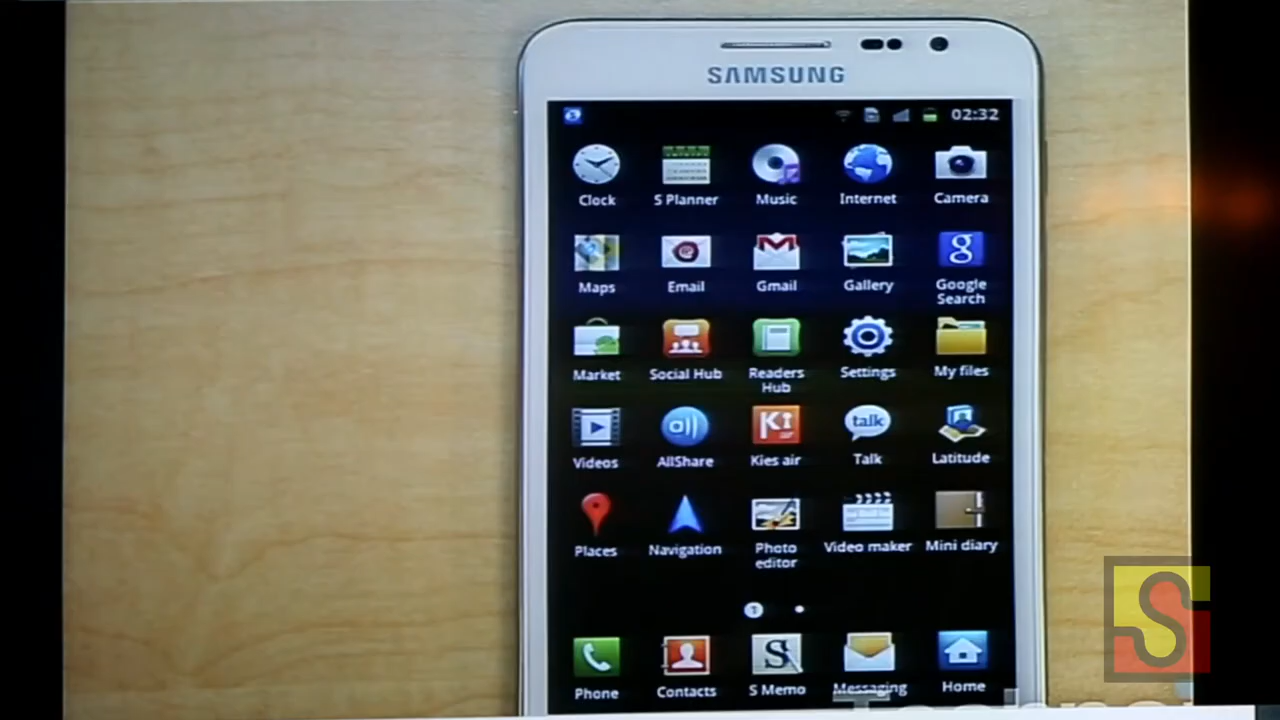 SAMSUNG
02:32
Clock S Planner Music Internet Camera
Maps Email Gmail Gallery Google
Search
Market Social Hub Readers Settings My files
Hub
Videos AllShare Kies air Talk Latitude
talk
Places Navigation Photo Video maker Mini diary
editor
1
Phone Contacts S Memo Messaging Home